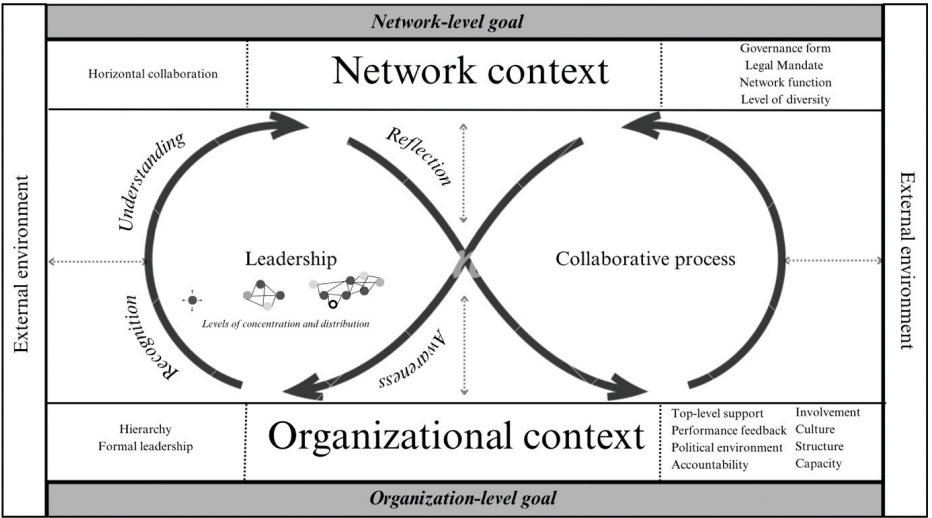 Network-level goal
Horizontal collaboration
Network context
Governance form
Legal Mandate
Network function
Level of diversity
External environment
Understanding
Reflection
Leadership
Collaborative process
Levels of concentration and distribution
Recognition
Awareness
External environment
Hierarchy
Formal leadership
Organizational context
Top-level support
Performance feedback
Political environment
Accountability
Involvement
Culture
Structure
Capacity
Organization-level goal